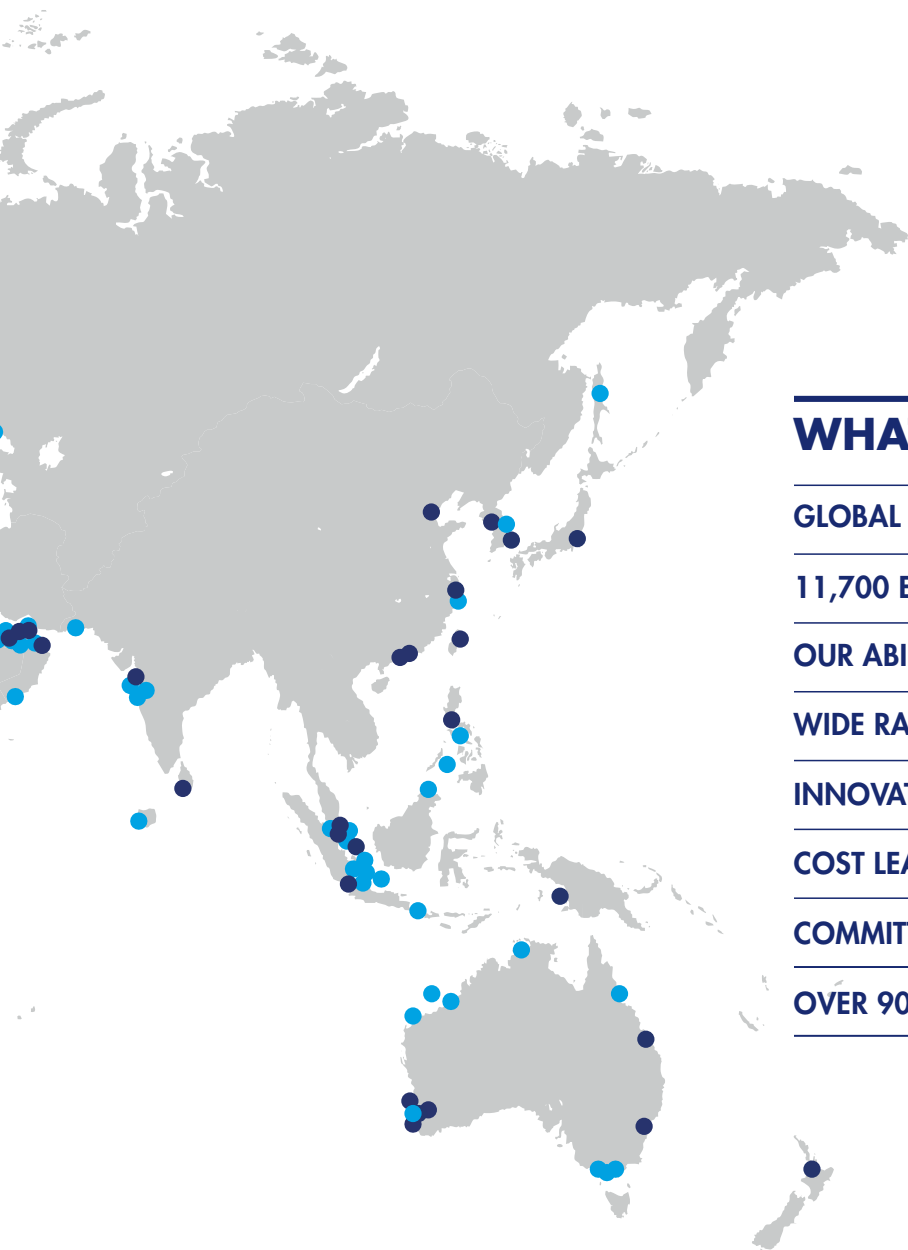 WHA
GLOBAL
11,700 E
OUR ABI
WIDE RA
INNOVAT
COST LEA
COMMIT
OVER 90